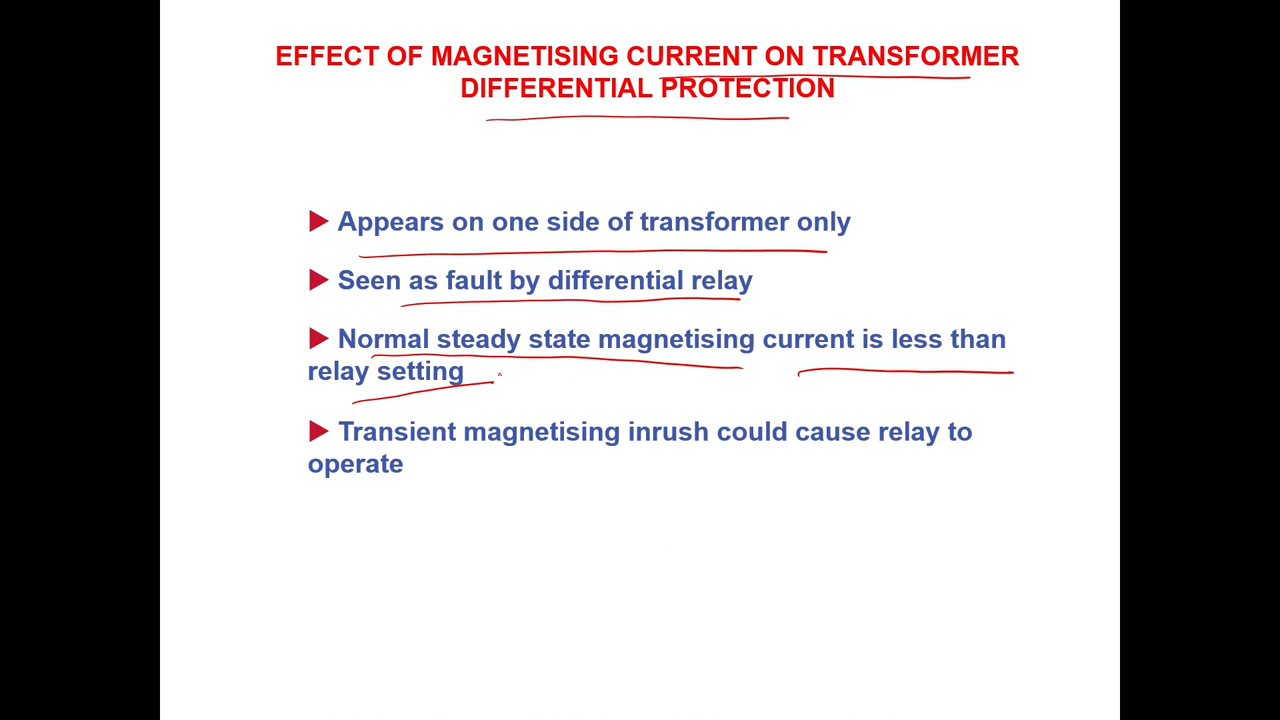 EFFECT OF MAGNETISING CURRENT ON TRANSFORMER
DIFFERENTIAL PROTECTION
Appears on one side of transformer only
Seen as fault by differential relay
Normal steady state magnetising current is less than
relay setting
Transient magnetising inrush could cause relay to
operate